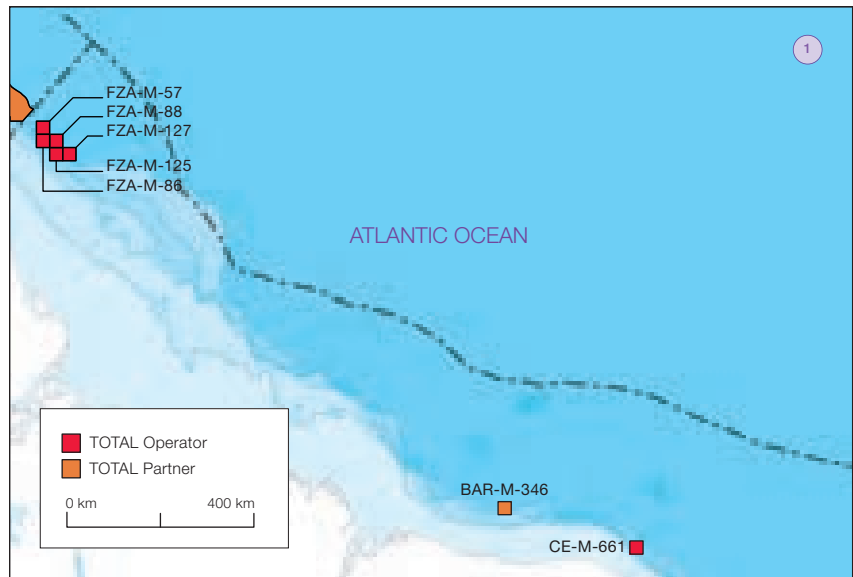 1
FZA-M-57
FZA-M-88
FZA-M-127
FZA-M-125
FZA-M-86
ATLANTIC OCEAN
TOTAL Operator
TOTAL Partner
0 km 400 km
BAR-M-346
CE-M-661